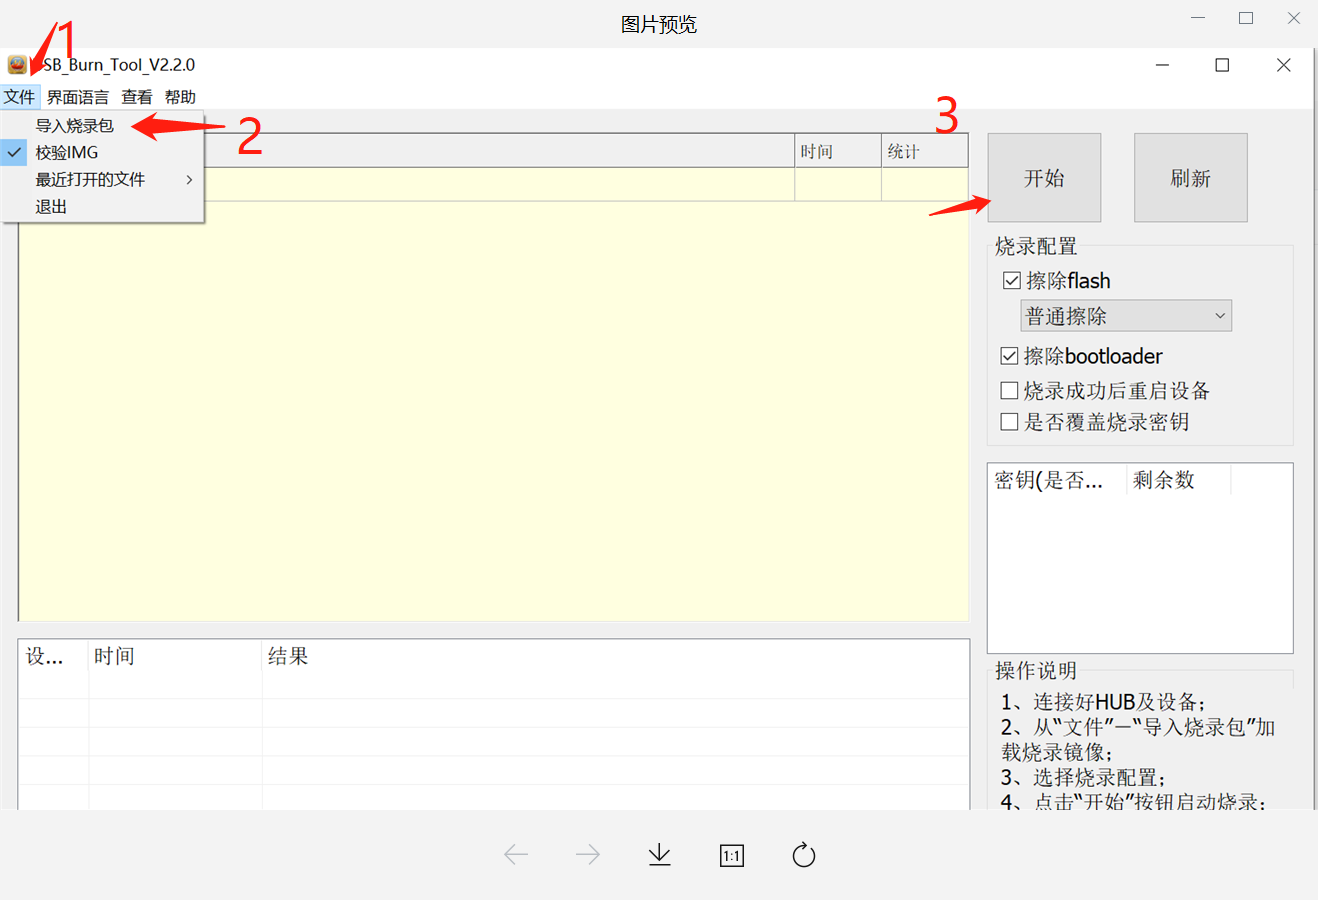 图片预览
1
SB_Burn_Tool_V2.2.0
文件 界面语言 查看 帮助
导入烧录包
2
校验IMG
最近打开的文件
退出
时间 统计
3
开始 刷新
烧录配置
擦除flash
普通擦除
擦除bootloader
烧录成功后重启设备
是否覆盖烧录密钥
密钥(是否... 剩余数
设... 时间 结果
操作说明
1、连接好HUB及设备;
2、从“文件”—“导入烧录包”加
载烧录镜像;
3、选择烧录配置;
4、点击“开始”按钮启动烧录;
1:1